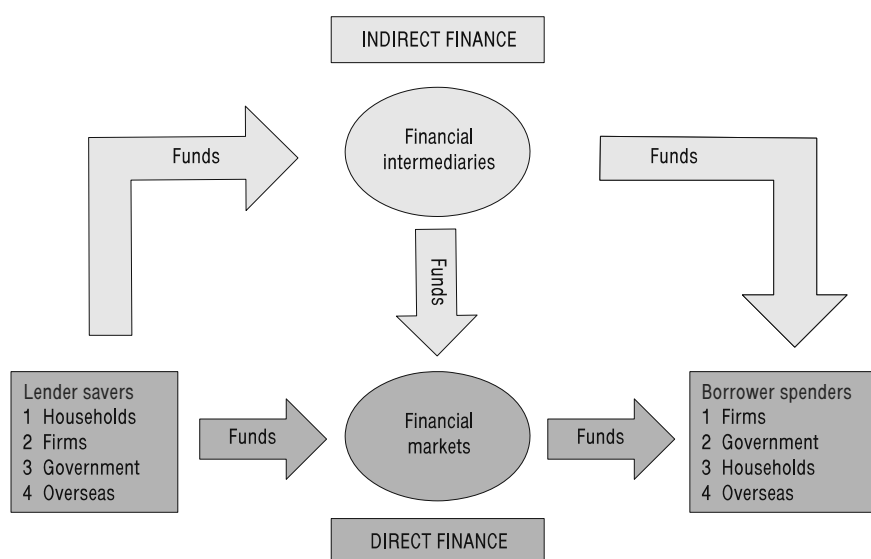 INDIRECT FINANCE
Financial
intermediaries
Funds
Funds
Funds
Lender savers
1 Households
2 Firms
3 Government
4 Overseas
Funds
Financial
markets
Funds
Borrower spenders
1 Firms
2 Government
3 Households
4 Overseas
DIRECT FINANCE